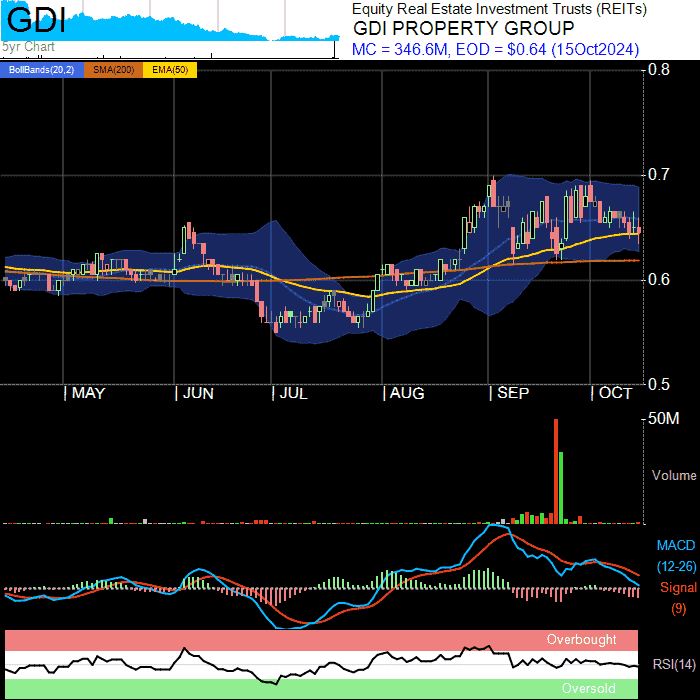 GDI
5yr Chart
Equity Real Estate Investment Trusts (REITs)
GDI PROPERTY GROUP
MC = 346.6M, EOD = $0.64 (15Oct2024)
BollBands(20,2) SMA(200) EMA(50)
0.8
0.7
0.6
0.5
MAY JUN JUL AUG SEP OCT
50M
Volume
MACD
(12-26)
Signal
(9)
Overbought
RSI(14)
Oversold